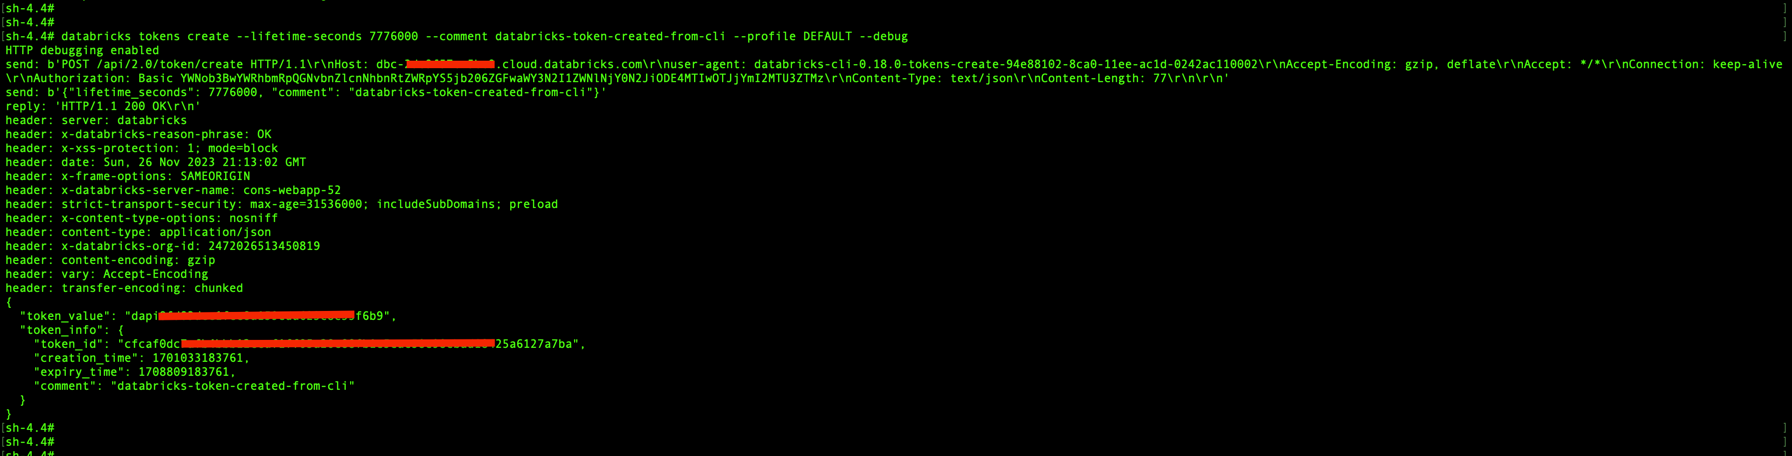 sh-4.4#
sh-4.4#
sh-4.4# databricks tokens create --lifetime-seconds 7776000 --comment databricks-token-created-from-cli --profile DEFAULT --debug
HTTP debugging enabled
send: b'POST /api/2.0/token/create HTTP/1.1\r\nHost: dbc- .cloud.databricks.com\r\nuser-agent: databricks-cli-0.18.0-tokens-create-94e88102-8ca0-11ee-ac1d-0242ac110002\r\nAccept-Encoding: gzip, deflate\r\nAccept: */*\r\nConnection: keep-alive
\r\nAuthorization: Basic \r\nContent-Type: text/json\r\nContent-Length: 77\r\n\r\n'
send: b'{"lifetime_seconds": 7776000, "comment": "databricks-token-created-from-cli"}'
reply: 'HTTP/1.1 200 OK\r\n'
header: server: databricks
header: x-databricks-reason-phrase: OK
header: x-xss-protection: 1; mode=block
header: date: Sun, 26 Nov 2023 21:13:02 GMT
header: x-frame-options: SAMEORIGIN
header: x-databricks-server-name: cons-webapp-52
header: strict-transport-security: max-age=31536000; includeSubDomains; preload
header: x-content-type-options: nosniff
header: content-type: application/json
header: x-databricks-org-id: 2472026513450819
header: content-encoding: gzip
header: vary: Accept-Encoding
header: transfer-encoding: chunked
{
"token_value": "dapi f6b9",
"token_info": {
"token_id": "cfcaf0dc 25a6127a7ba",
"creation_time": 1701033183761,
"expiry_time": 1708809183761,
"comment": "databricks-token-created-from-cli"
}
}
sh-4.4#
sh-4.4#
sh-4.4#